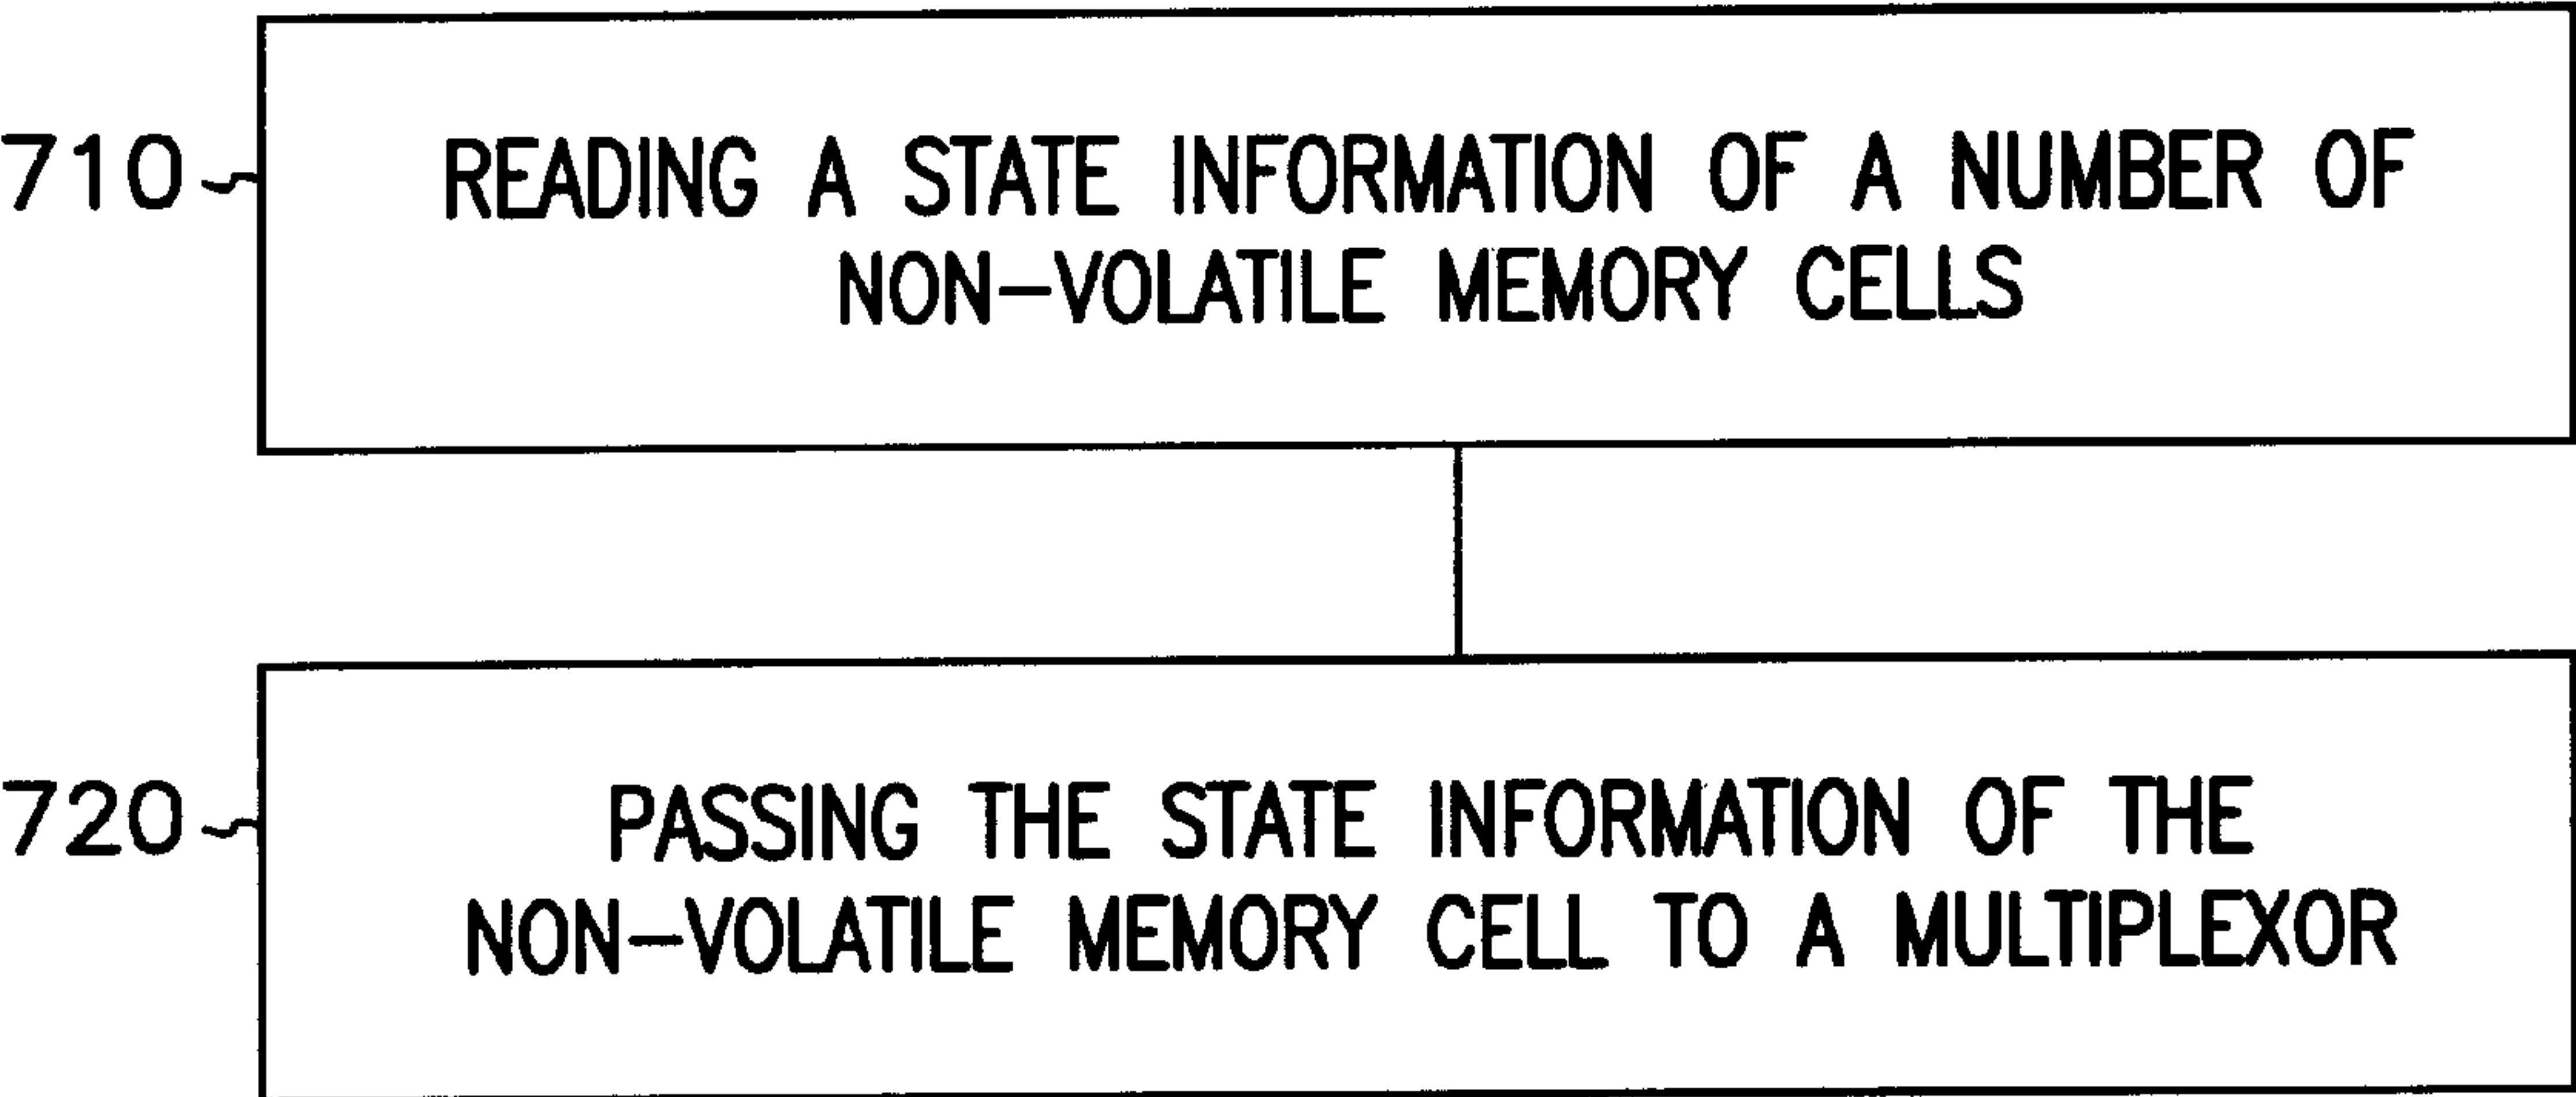 710
READING A STATE INFORMATION OF A NUMBER OF
NON-VOLATILE MEMORY CELLS
720
PASSING THE STATE INFORMATION OF THE
NON-VOLATILE MEMORY CELL TO A MULTIPLEXOR